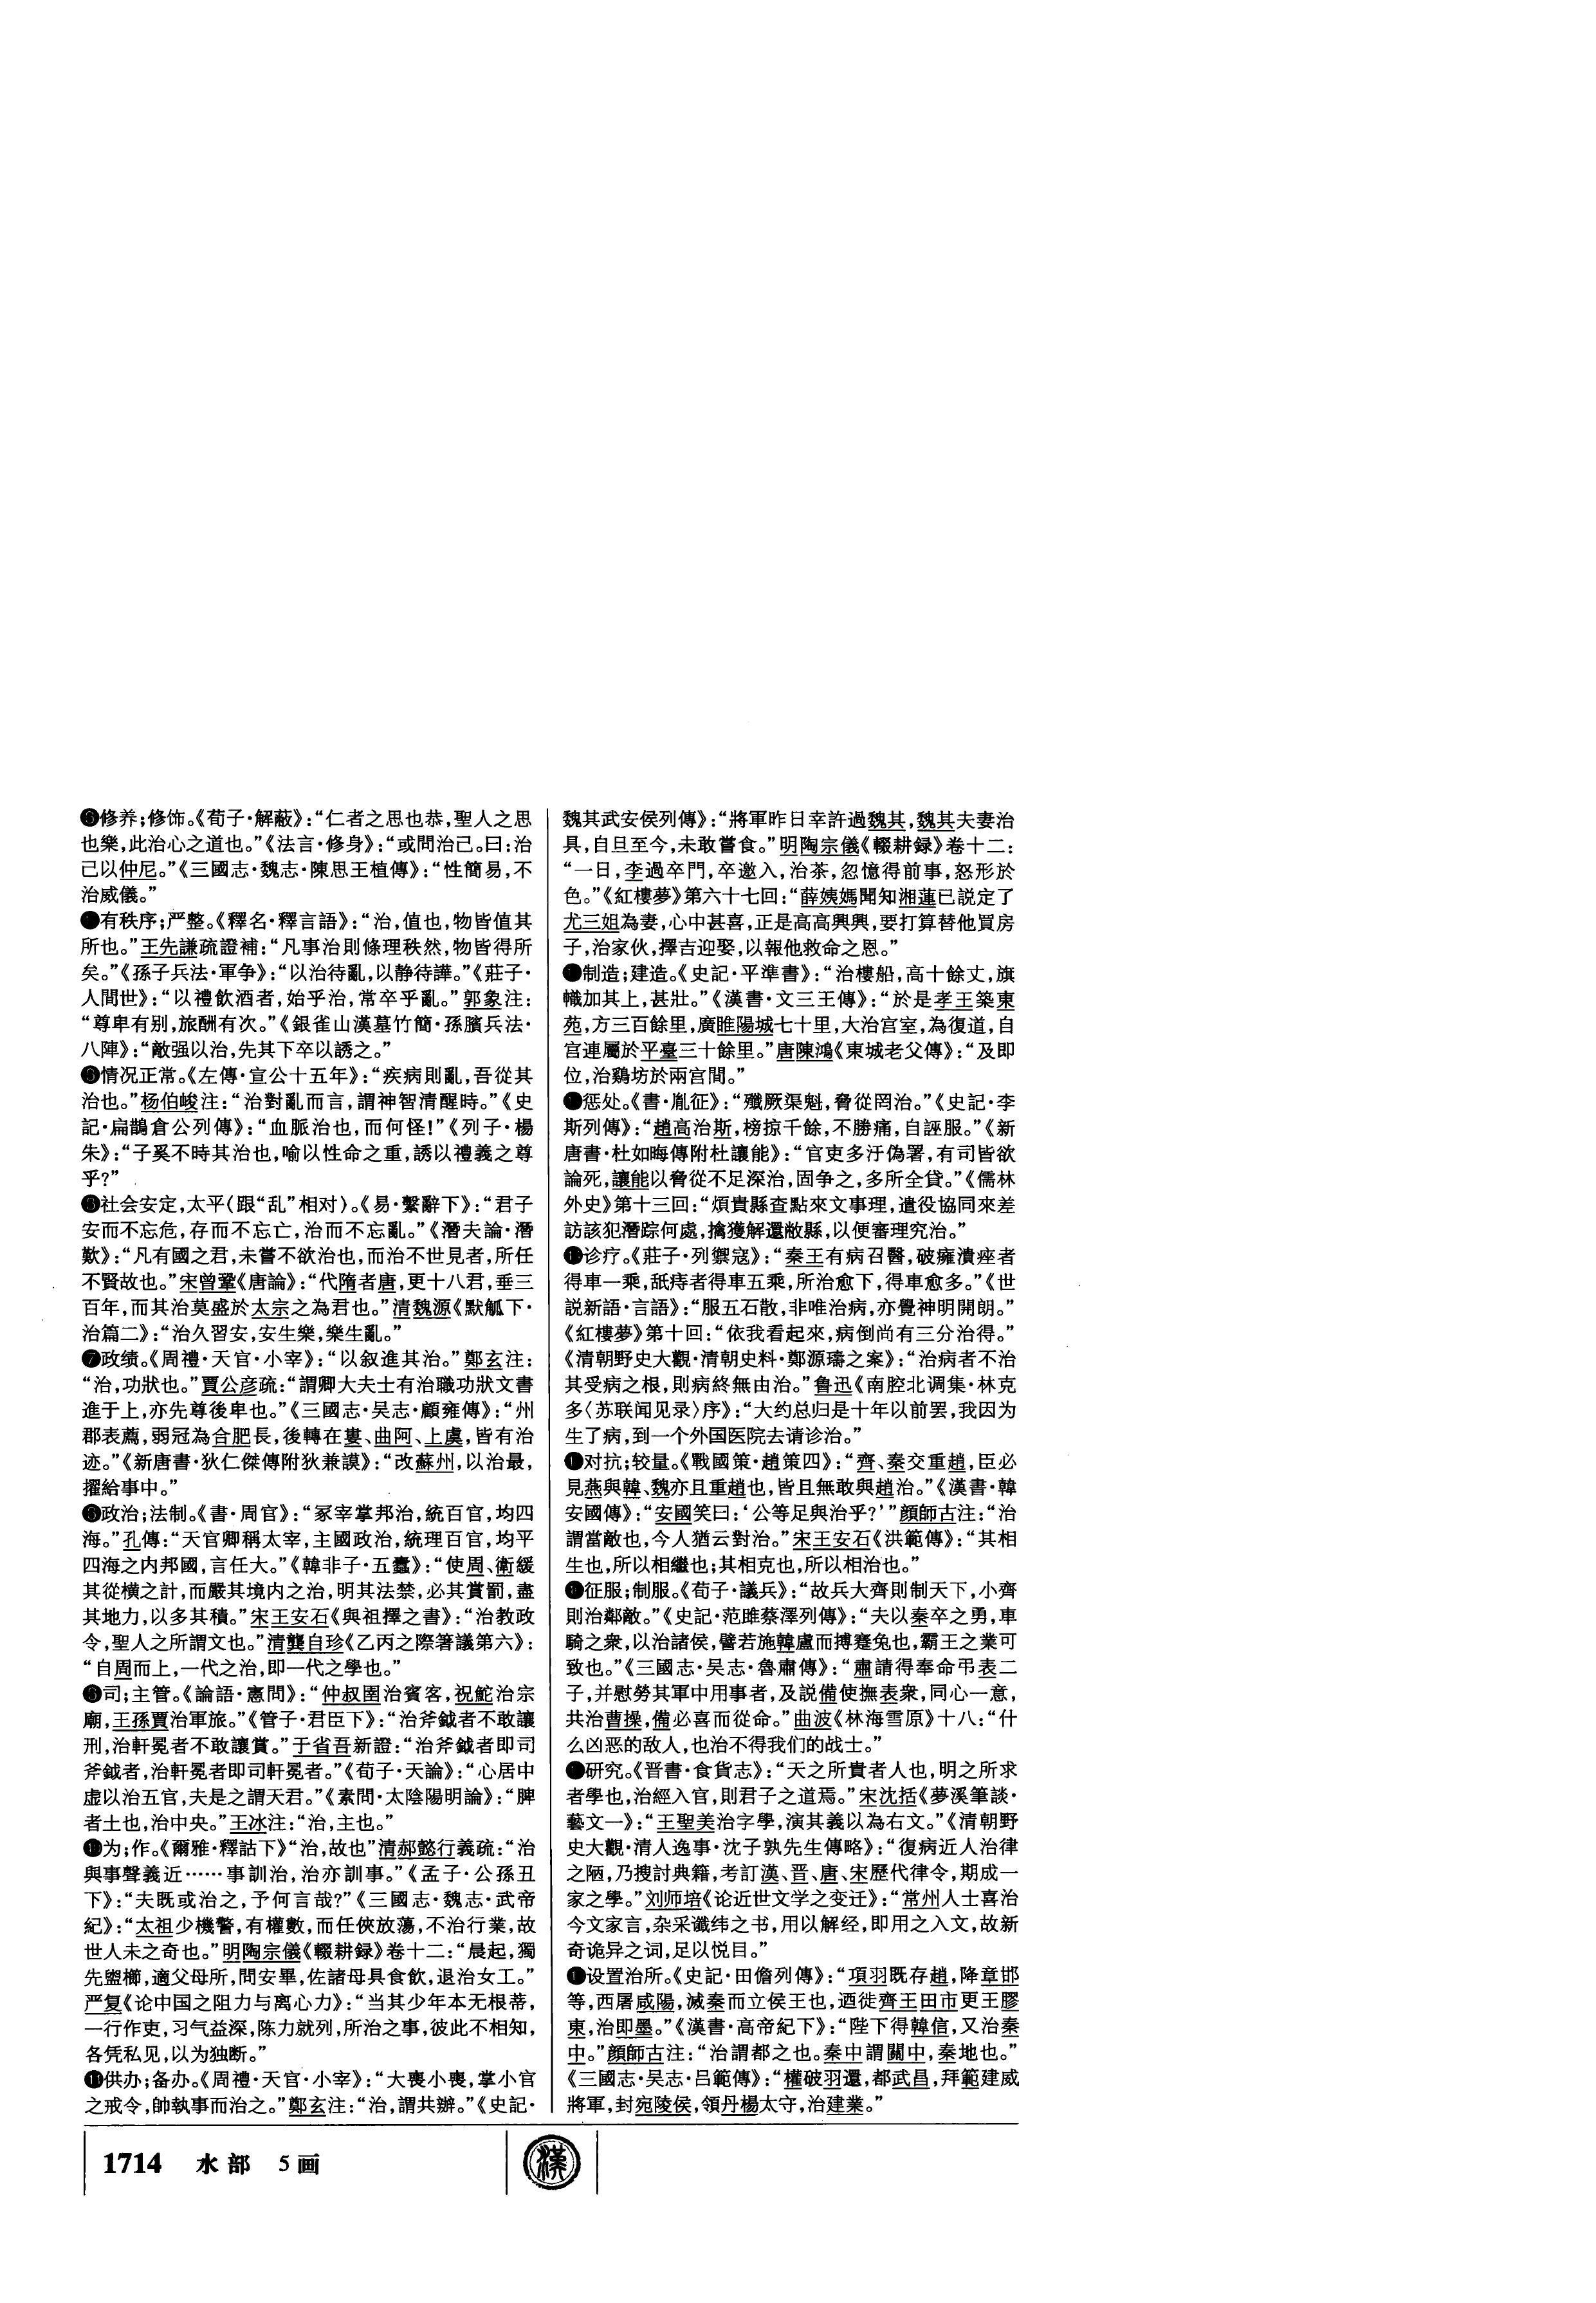 ❸修养;修饰。《荀子·解蔽》:“仁者之思也恭,聖人之思
也樂,此治心之道也。”《法言·修身》:“或問治己。曰:治
己以仲尼。”《三國志·魏志·陳思王植傳》:“性簡易,不
治威儀。”
有秩序;严整。《釋名·釋言語》:“治,值也,物皆值其
所也。”王先謙疏證補:“凡事治則條理秩然,物皆得所
矣。”《孫子兵法·軍争》:“以治待亂,以静待譁。”《莊子·
人間世》:“以禮飲酒者,始乎治,常卒乎亂。”郭象注:
“尊卑有别,旅酬有次。”《銀雀山漢墓竹簡·孫臏兵法·
八陣》:“敵强以治,先其下卒以誘之。”
情况正常。《左傳·宣公十五年》:“疾病則亂,吾從其
治也。”杨伯峻注:“治對亂而言,謂神智清醒時。”《史
記·扁鵲倉公列傳》:“血脈治也,而何怪!”《列子·楊
朱》:“子奚不時其治也,喻以性命之重,誘以禮義之尊
乎?”
社会安定,太平(跟“乱”相对)。《易·繫辭下》:“君子
安而不忘危,存而不忘亡,治而不忘亂。”《潛夫論·潛
歎》:“凡有國之君,未嘗不欲治也,而治不世見者,所任
不賢故也。”宋曾鞏《唐論》:“代隋者唐,更十八君,垂三
百年,而其治莫盛於太宗之為君也。”清魏源《默觚下·
治篇二》:“治久習安,安生樂,樂生亂。”
❼政绩。《周禮·天官·小宰》:“以叙進其治。”鄭玄注:
“治,功狀也。”賈公彦疏:“謂卿大夫士有治職功狀文書
進于上,亦先尊後卑也。”《三國志·吴志·顧雍傳》:“州
郡表薦,弱冠為合肥長,後轉在婁、曲阿、上虞,皆有治
迹。”《新唐書·狄仁傑傳附狄兼謨》:“改蘇州,以治最,
擢給事中。”
政治;法制。《書·周官》:“冢宰掌邦治,統百官,均四
海。”孔傳:“天官卿稱太宰,主國政治,統理百官,均平
四海之内邦國,言任大。”《韓非子·五蠹》:“使周、衛緩
其從横之計,而嚴其境内之治,明其法禁,必其賞罰,盡
其地力,以多其積。”宋王安石《與祖擇之書》:“治教政
令,聖人之所謂文也。”清龔自珍《乙丙之際箸議第六》:
“自周而上,一代之治,即一代之學也。”
司;主管。《論語·憲問》:“仲叔圉治賓客,祝鮀治宗
廟,王孫賈治軍旅。”《管子·君臣下》:“治斧鉞者不敢讓
刑,治軒冕者不敢讓賞。”于省吾新證:“治斧鉞者即司
斧鉞者,治軒冕者即司軒冕者。”《荀子·天論》:“心居中
虚以治五官,夫是之謂天君。”《素問·太陰陽明論》:“脾
者土也,治中央。”王冰注:“治,主也。”
为;作。《爾雅·釋詁下》“治,故也”清郝懿行義疏:“治
與事聲義近……事訓治,治亦訓事。”《孟子·公孫丑
下》:“夫既或治之,予何言哉?”《三國志·魏志·武帝
紀》:“太祖少機警,有權數,而任俠放蕩,不治行業,故
世人未之奇也。”明陶宗儀《輟耕録》卷十二:“晨起,獨
先盥櫛,適父母所,問安畢,佐諸母具食飲,退治女工。”
严复《论中国之阻力与离心力》:“当其少年本无根蒂,
一行作吏,习气益深,陈力就列,所治之事,彼此不相知,
各凭私见,以为独断。”
⓫供办;备办。《周禮·天官·小宰》:“大喪小喪,掌小官
之戒令,帥執事而治之。”鄭玄注:“治,謂共辦。”《史記·
魏其武安侯列傳》:“將軍昨日幸許過魏其,魏其夫妻治
具,自旦至今,未敢嘗食。”明陶宗儀《輟耕録》卷十二:
“一日,李過卒門,卒邀入,治茶,忽憶得前事,怒形於
色。”《紅樓夢》第六十七回:“薛姨媽聞知湘蓮已説定了
尤三姐為妻,心中甚喜,正是高高興興,要打算替他買房
子,治家伙,擇吉迎娶,以報他救命之恩。”
制造;建造。《史記·平準書》:“治樓船,高十餘丈,旗
幟加其上,甚壯。”《漢書·文三王傳》:“於是孝王築東
苑,方三百餘里,廣睢陽城七十里,大治宫室,為復道,自
宫連屬於平臺三十餘里。”唐陳鴻《東城老父傳》:“及即
位,治鷄坊於兩宫間。”
惩处。《書·胤征》:“殲厥渠魁,脅從罔治。”《史記·李
斯列傳》:“趙高治斯,榜掠千餘,不勝痛,自誣服。”《新
唐書·杜如晦傳附杜讓能》:“官吏多汙偽署,有司皆欲
論死,讓能以脅從不足深治,固争之,多所全貸。”《儒林
外史》第十三回:“煩貴縣查點來文事理,遣役協同來差
訪該犯潛踪何處,擒獲解還敝縣,以便審理究治。”
诊疗。《莊子·列禦寇》:“秦王有病召醫,破癰潰痤者
得車一乘,舐痔者得車五乘,所治愈下,得車愈多。”《世
説新語·言語》:“服五石散,非唯治病,亦覺神明開朗。”
《紅樓夢》第十回:“依我看起來,病倒尚有三分治得。”
《清朝野史大觀·清朝史料·鄭源璹之案》:“治病者不治
其受病之根,則病終無由治。”鲁迅《南腔北调集·林克
多〈苏联闻见录〉序》:“大约总归是十年以前罢,我因为
生了病,到一个外国医院去请诊治。”
对抗;较量。《戰國策·趙策四》:“齊、秦交重趙,臣必
見燕與韓、魏亦且重趙也,皆且無敢與趙治。”《漢書·韓
安國傳》:“安國笑曰:‘公等足與治乎?’”顔師古注:“治
謂當敵也,今人猶云對治。”宋王安石《洪範傳》:“其相
生也,所以相繼也;其相克也,所以相治也。”
征服;制服。《荀子·議兵》:“故兵大齊則制天下,小齊
則治鄰敵。”《史記·范雎蔡澤列傳》:“夫以秦卒之勇,車
騎之衆,以治諸侯,譬若施韓盧而搏蹇兔也,霸王之業可
致也。”《三國志·吴志·魯肅傳》:“肅請得奉命弔表二
子,并慰勞其軍中用事者,及説備使撫表衆,同心一意,
共治曹操,備必喜而從命。”曲波《林海雪原》十八:“什
么凶恶的敌人,也治不得我们的战士。”
研究。《晋書·食貨志》:“天之所貴者人也,明之所求
者學也,治經入官,則君子之道焉。”宋沈括《夢溪筆談·
藝文一》:“王聖美治字學,演其義以為右文。”《清朝野
史大觀·清人逸事·沈子孰先生傳略》:“復病近人治律
之陋,乃搜討典籍,考訂漢、晋、唐、宋歷代律令,期成一
家之學。”刘师培《论近世文学之变迁》:“常州人士喜治
今文家言,杂采谶纬之书,用以解经,即用之入文,故新
奇诡异之词,足以悦目。”
设置治所。《史記·田儋列傳》:“項羽既存趙,降章邯
等,西屠咸陽,滅秦而立侯王也,迺徙齊王田市更王膠
東,治即墨。”《漢書·高帝紀下》:“陛下得韓信,又治秦
中。”顔師古注:“治謂都之也。秦中謂關中,秦地也。”
《三國志·吴志·吕範傳》:“權破羽還,都武昌,拜範建威
將軍,封宛陵侯,領丹楊太守,治建業。”
1714 水部 5画
漢